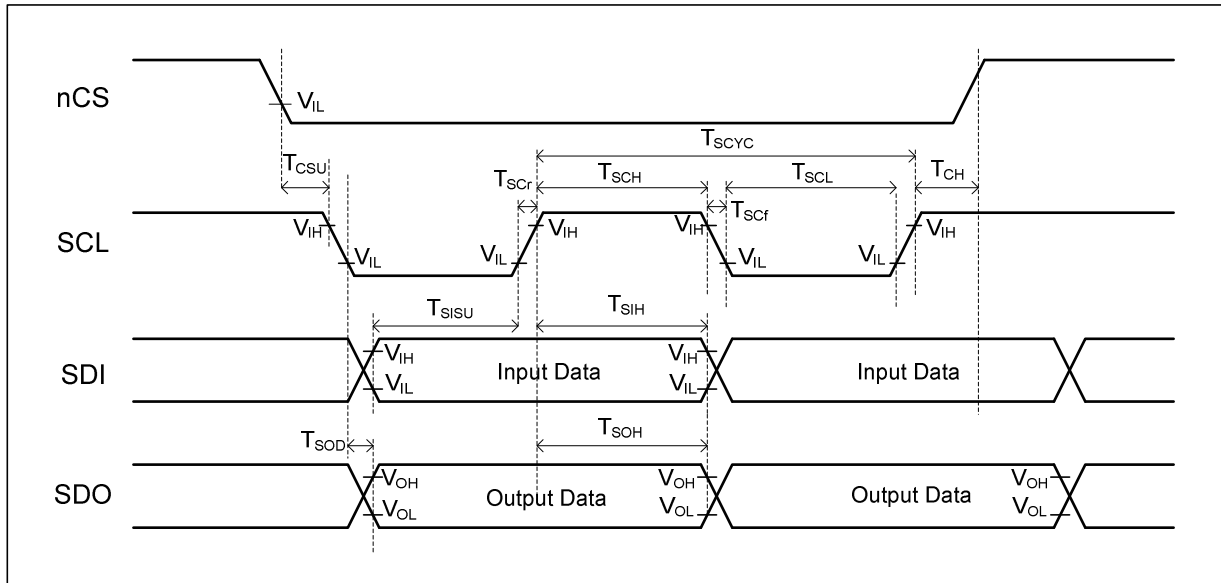 nCS
V_IL
T_CSU
T_SCYC
T_SCr
T_SCH
T_SCL
T_CH
T_SCf
SCL
V_IH
V_IL
V_IL
V_IH
V_IH
V_IL
V_IL
V_IH
T_SISU
T_SIH
SDI
V_IH
V_IL
Input Data
V_IH
V_IL
Input Data
T_SOD
T_SOH
SDO
V_OH
V_OL
Output Data
V_OH
V_OL
Output Data
V_OH
V_OL